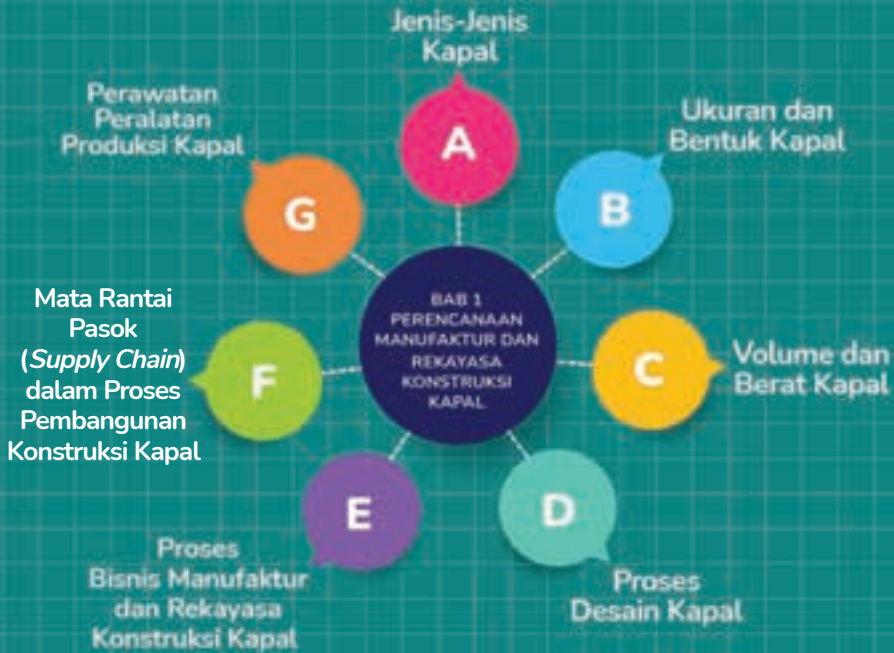 Jenis-Jenis
Kapal
A
Ukuran dan
Bentuk Kapal
B
Volume dan
Berat Kapal
C
Proses
Desain Kapal
D
Proses
Bisnis Manufaktur
dan Rekayasa
Konstruksi Kapal
E
Mata Rantai
Pasok
(Supply Chain)
dalam Proses
Pembangunan
Konstruksi Kapal
F
Perawatan
Peralatan
Produksi Kapal
G
BAB 1
PERENCANAAN
MANUFAKTUR DAN
REKAYASA
KONSTRUKSI
KAPAL